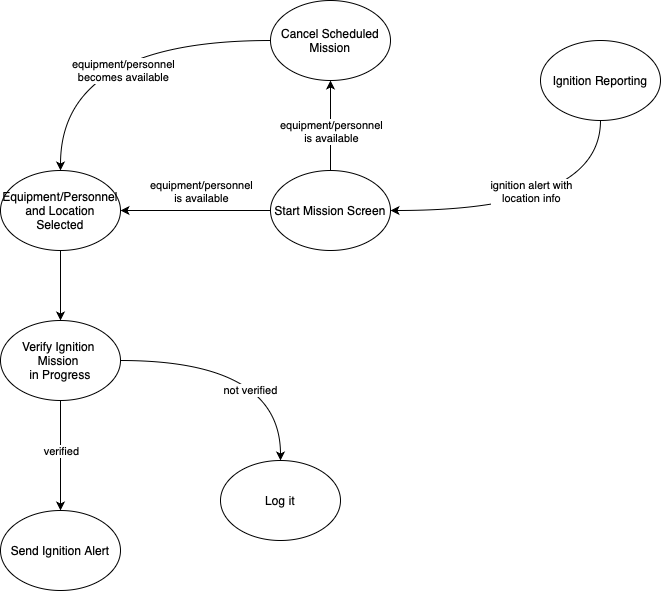 Cancel Scheduled
Mission
equipment/personnel
becomes available
Ignition Reporting
equipment/personnel
is available
Equipment/Personnel
and Location
Selected
equipment/personnel
is available
Start Mission Screen
ignition alert with
location info
Verify Ignition
Mission
in Progress
not verified
verified
Log it
Send Ignition Alert